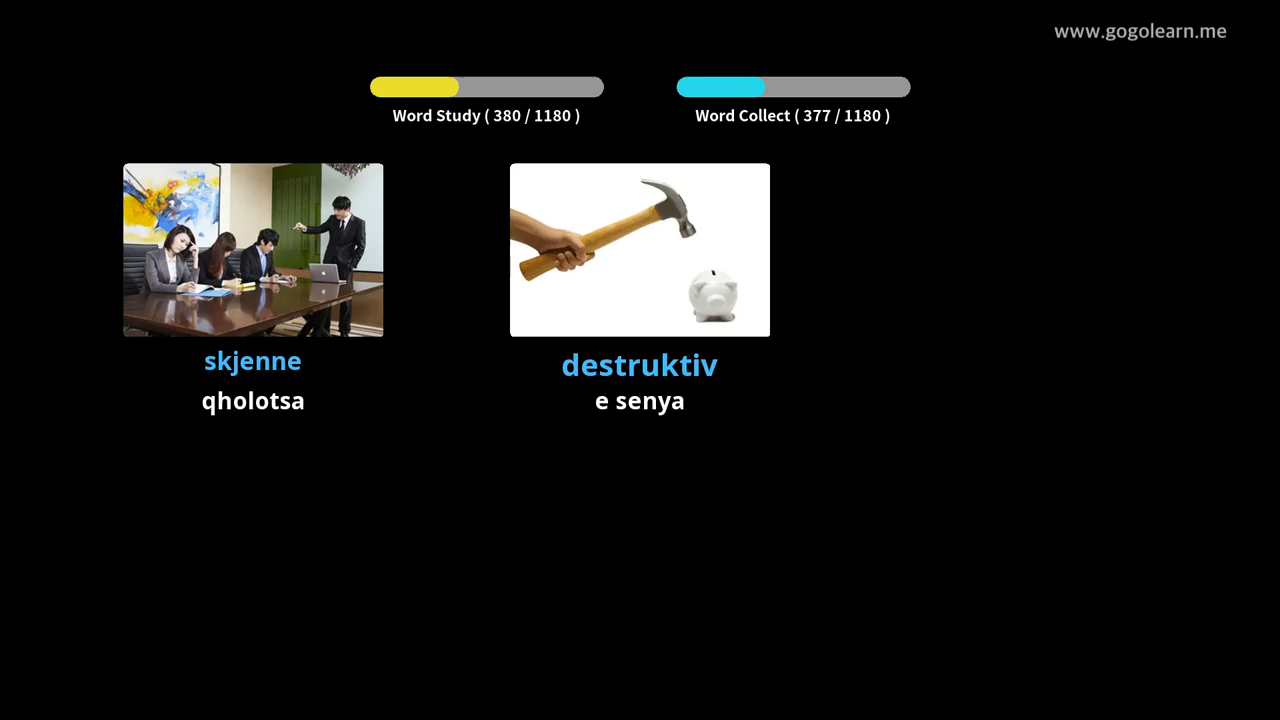 www.gogolearn.me
Word Study ( 380 / 1180 )
Word Collect ( 377 / 1180 )
skjenne
qholotsa
destruktiv
e senya